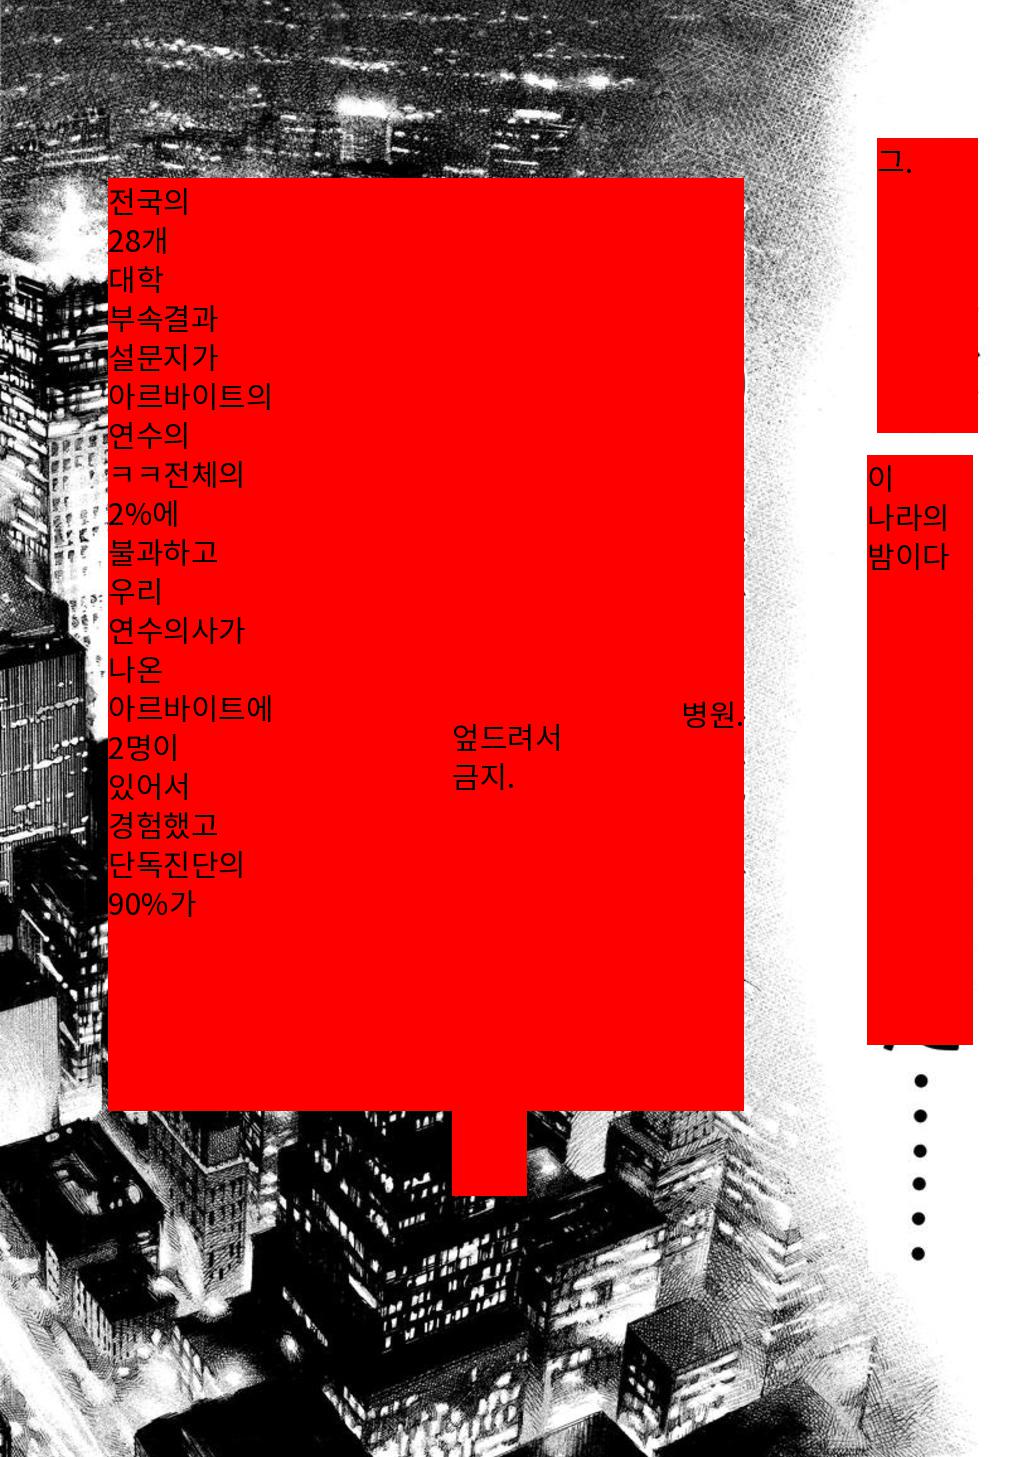 그.
이
나라의
밤이다
전국의
28개
대학
부속결과
설문지가
아르바이트의
연수의
ㅋㅋ전체의
2%에
불과하고
우리
연수의사가
나온
아르바이트에
2명이
있어서
경험했고
단독진단의
90%가
엎드려서
금지.
병원.